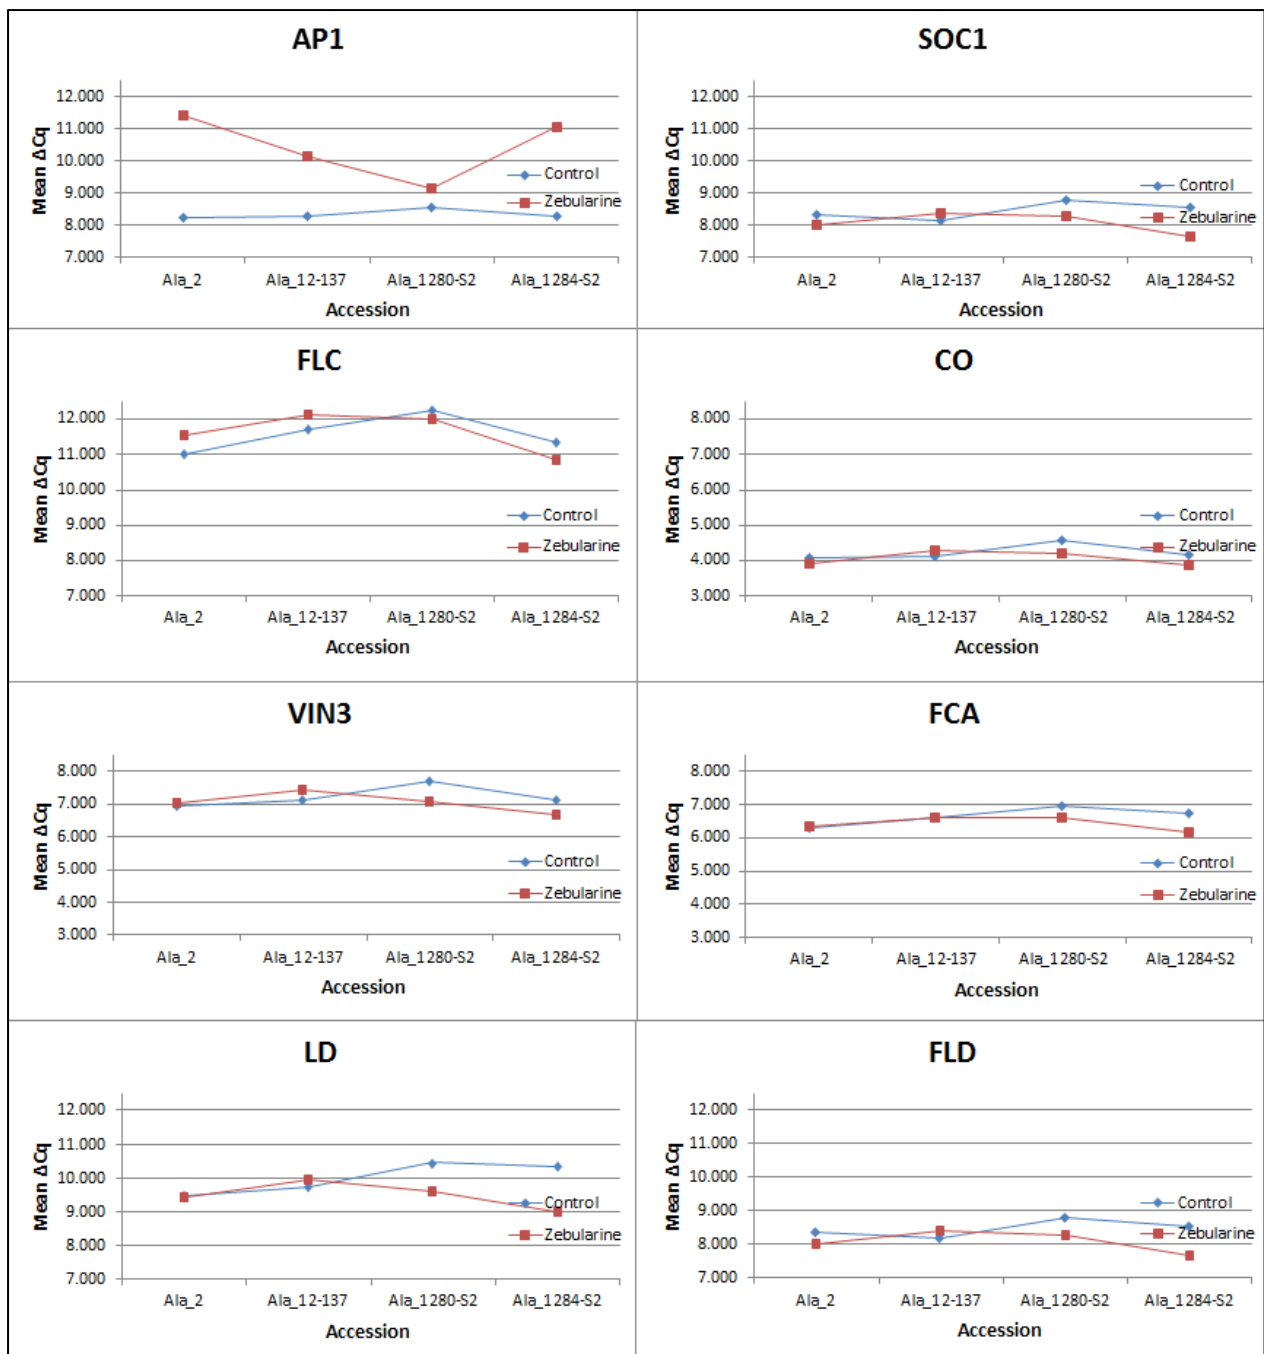 AP1
Mean ΔCq
12.000
11.000
10.000
9.000
8.000
7.000
Control
Zebularine
Ala_2 Ala_12-137 Ala_1280-S2 Ala_1284-S2
Accession
SOC1
Mean ΔCq
12.000
11.000
10.000
9.000
8.000
7.000
Control
Zebularine
Ala_2 Ala_12-137 Ala_1280-S2 Ala_1284-S2
Accession
FLC
Mean ΔCq
12.000
11.000
10.000
9.000
8.000
7.000
Control
Zebularine
Ala_2 Ala_12-137 Ala_1280-S2 Ala_1284-S2
Accession
CO
Mean ΔCq
8.000
7.000
6.000
5.000
4.000
3.000
Control
Zebularine
Ala_2 Ala_12-137 Ala_1280-S2 Ala_1284-S2
Accession
VIN3
Mean ΔCq
8.000
7.000
6.000
5.000
4.000
3.000
Control
Zebularine
Ala_2 Ala_12-137 Ala_1280-S2 Ala_1284-S2
Accession
FCA
Mean ΔCq
8.000
7.000
6.000
5.000
4.000
3.000
Control
Zebularine
Ala_2 Ala_12-137 Ala_1280-S2 Ala_1284-S2
Accession
LD
Mean ΔCq
12.000
11.000
10.000
9.000
8.000
7.000
Control
Zebularine
Ala_2 Ala_12-137 Ala_1280-S2 Ala_1284-S2
Accession
FLD
Mean ΔCq
12.000
11.000
10.000
9.000
8.000
7.000
Control
Zebularine
Ala_2 Ala_12-137 Ala_1280-S2 Ala_1284-S2
Accession